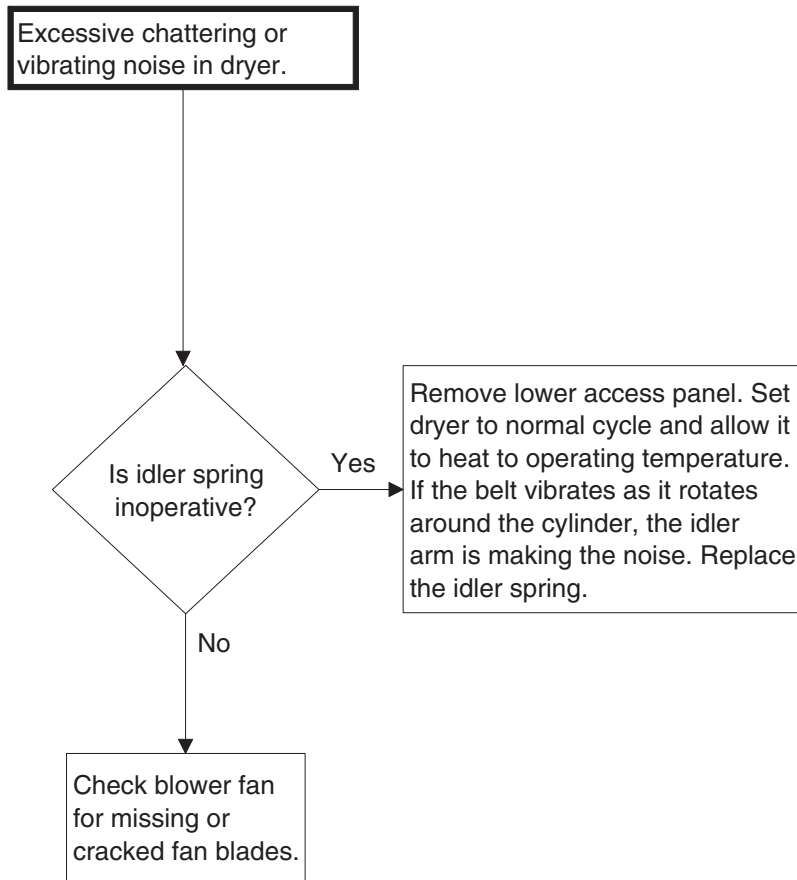 Excessive chattering or
vibrating noise in dryer.
Is idler spring
inoperative?
Yes
Remove lower access panel. Set
dryer to normal cycle and allow it
to heat to operating temperature.
If the belt vibrates as it rotates
around the cylinder, the idler
arm is making the noise. Replace
the idler spring.
No
Check blower fan
for missing or
cracked fan blades.